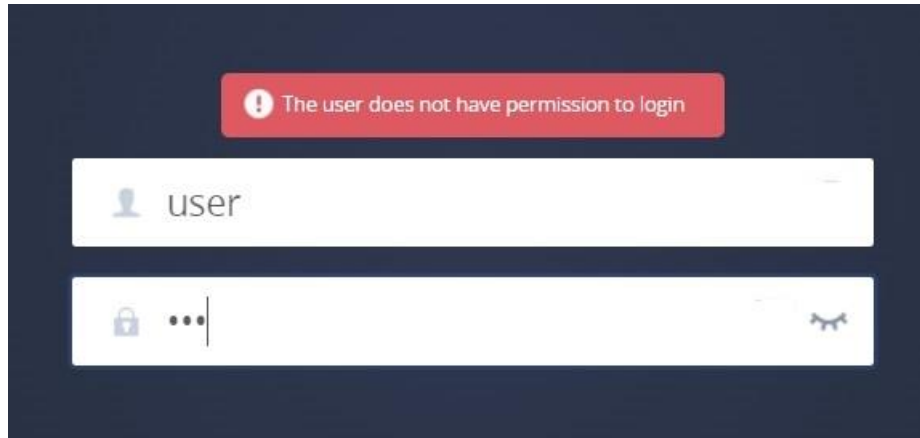 The user does not have permission to login
user
•••